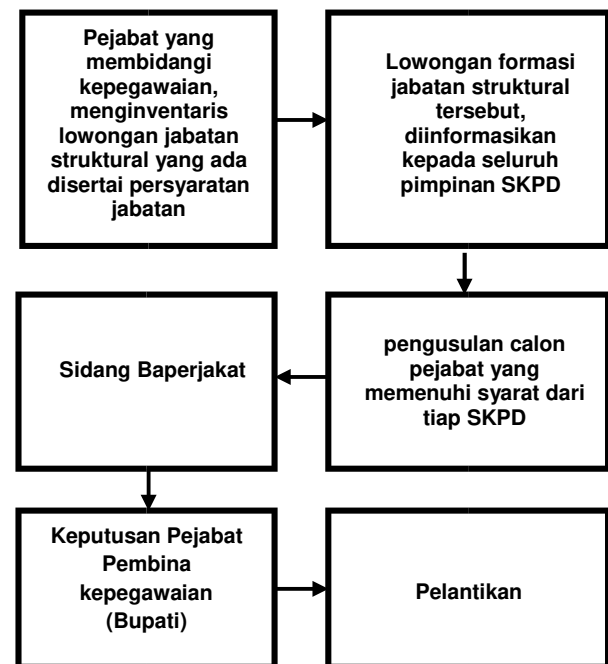 Pejabat yang
membidangi
kepegawaian,
menginventaris
lowongan jabatan
struktural yang ada
disertai persyaratan
jabatan
Lowongan formasi
jabatan struktural
tersebut,
diinformasikan
kepada seluruh
pimpinan SKPD
pengusulan calon
pejabat yang
memenuhi syarat dari
tiap SKPD
Sidang Baperjakat
Keputusan Pejabat
Pembina
kepegawaian
(Bupati)
Pelantikan